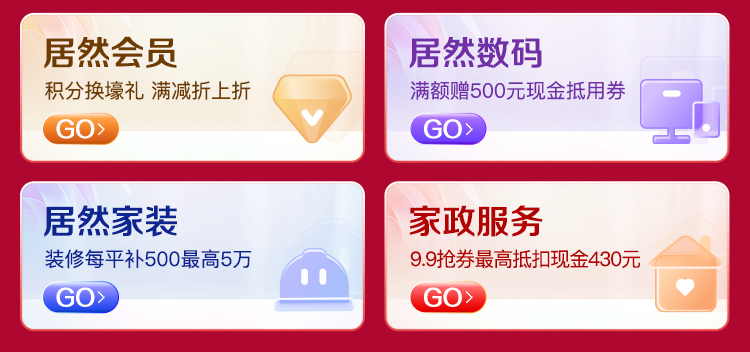 居然会员
积分换壕礼 满减折上折
GO>
居然数码
满额赠500元现金抵用券
GO>
居然家装
装修每平补500最高5万
GO>
家政服务
9.9抢券最高抵扣现金430元
GO>